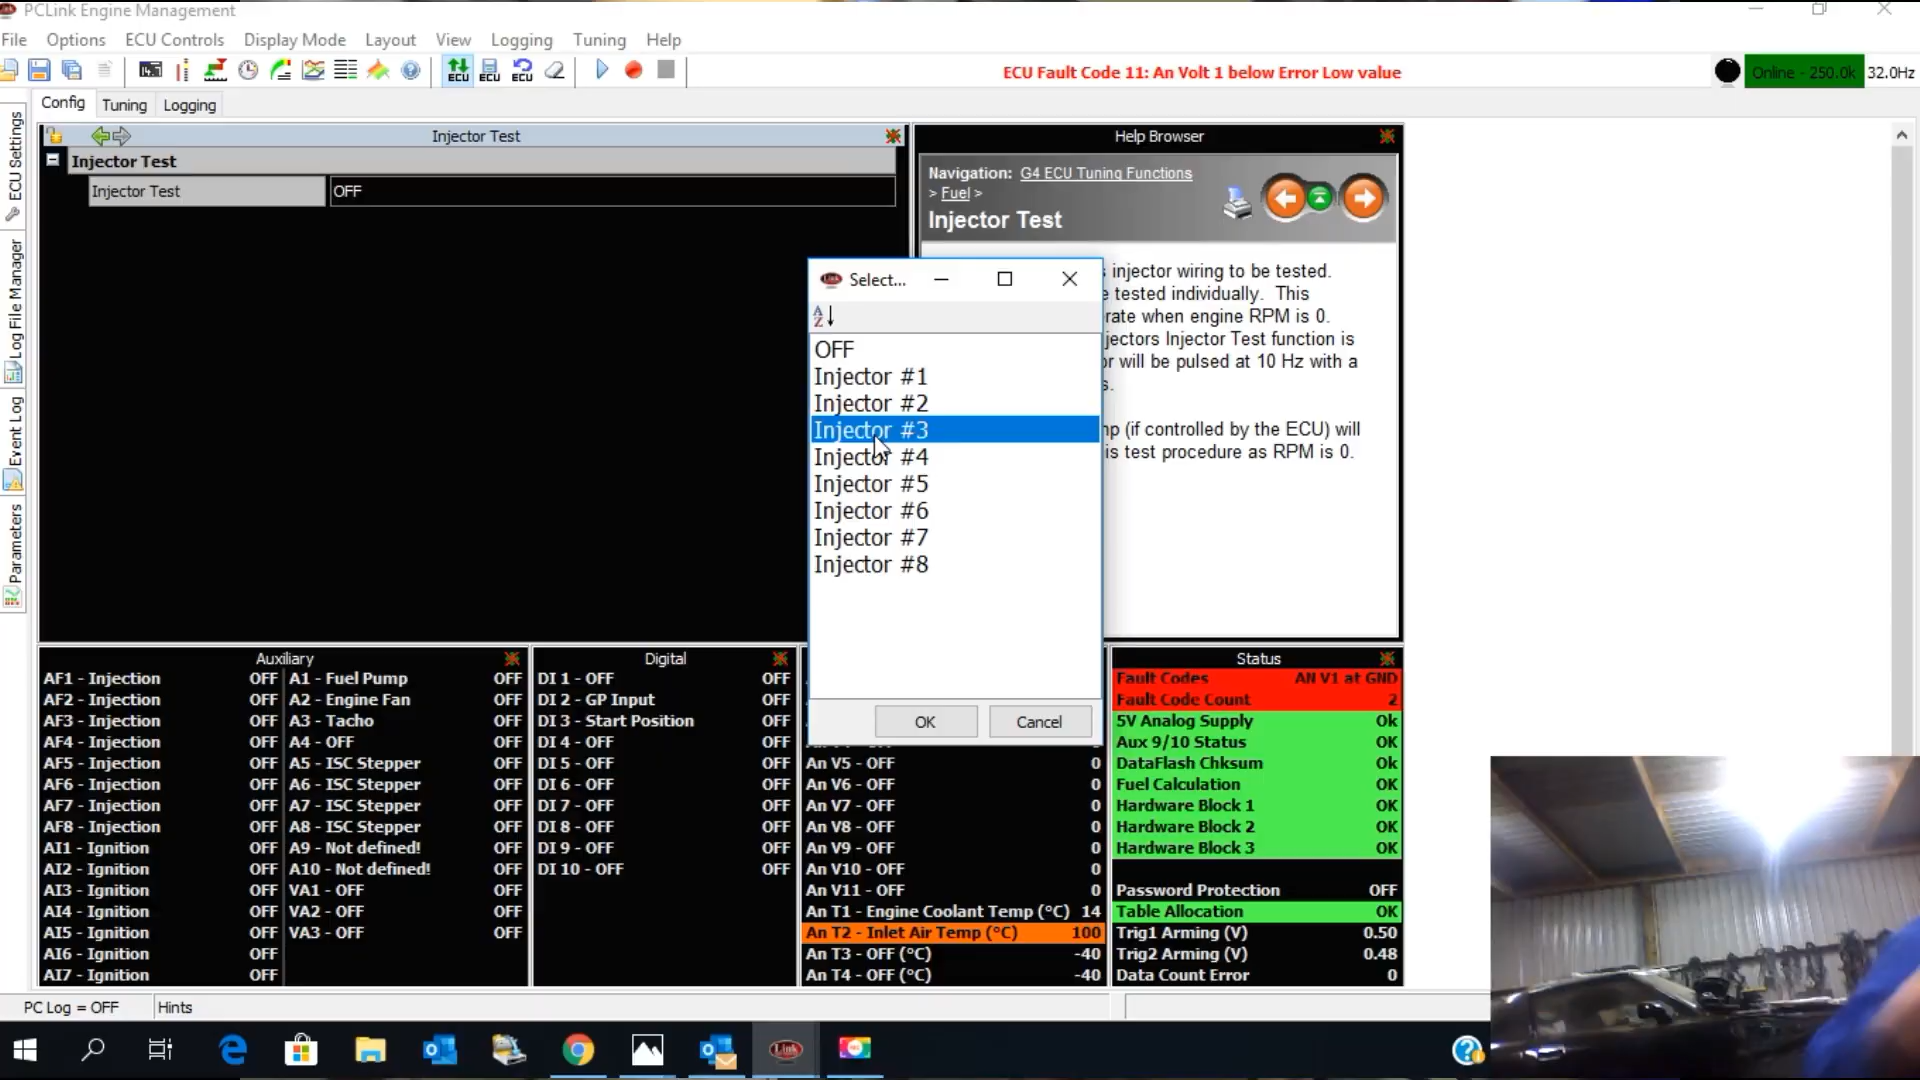 PCLink Engine Management
File Options ECU Controls Display Mode Layout View Logging Tuning Help
ECU ECU ECU
ECU Fault Code 11: An Volt 1 below Error Low value
Online - 250.0k 32.0Hz
Config Tuning Logging
ECU Settings
Log File Manager
Event Log
Parameters
Injector Test
Injector Test
Injector Test OFF
Help Browser
Navigation: G4 ECU Tuning Functions
> Fuel >
Injector Test
injector wiring to be tested.
tested individually. This
rate when engine RPM is 0.
jectors Injector Test function is
r will be pulsed at 10 Hz with a
s.
(if controlled by the ECU) will
is test procedure as RPM is 0.
Select...
OFF
Injector #1
Injector #2
Injector #3
Injector #4
Injector #5
Injector #6
Injector #7
Injector #8
OK Cancel
Auxiliary
AF1 - Injection OFF A1 - Fuel Pump OFF
AF2 - Injection OFF A2 - Engine Fan OFF
AF3 - Injection OFF A3 - Tacho OFF
AF4 - Injection OFF A4 - OFF OFF
AF5 - Injection OFF A5 - ISC Stepper OFF
AF6 - Injection OFF A6 - ISC Stepper OFF
AF7 - Injection OFF A7 - ISC Stepper OFF
AF8 - Injection OFF A8 - ISC Stepper OFF
AI1 - Ignition OFF A9 - Not defined! OFF
AI2 - Ignition OFF A10 - Not defined! OFF
AI3 - Ignition OFF VA1 - OFF OFF
AI4 - Ignition OFF VA2 - OFF OFF
AI5 - Ignition OFF VA3 - OFF OFF
AI6 - Ignition OFF
AI7 - Ignition OFF
Digital
DI 1 - OFF OFF
DI 2 - GP Input OFF
DI 3 - Start Position OFF
DI 4 - OFF OFF
DI 5 - OFF OFF
DI 6 - OFF OFF
DI 7 - OFF OFF
DI 8 - OFF OFF
DI 9 - OFF OFF
DI 10 - OFF OFF
An V5 - OFF 0
An V6 - OFF 0
An V7 - OFF 0
An V8 - OFF 0
An V9 - OFF 0
An V10 - OFF 0
An V11 - OFF 0
An T1 - Engine Coolant Temp (°C) 14
An T2 - Inlet Air Temp (°C) 100
An T3 - OFF (°C) -40
An T4 - OFF (°C) -40
Status
Fault Codes AN V1 at GND
Fault Code Count 2
5V Analog Supply Ok
Aux 9/10 Status OK
DataFlash Chksum Ok
Fuel Calculation OK
Hardware Block 1 OK
Hardware Block 2 OK
Hardware Block 3 OK
Password Protection OFF
Table Allocation OK
Trig1 Arming (V) 0.50
Trig2 Arming (V) 0.48
Data Count Error 0
PC Log = OFF Hints
Link